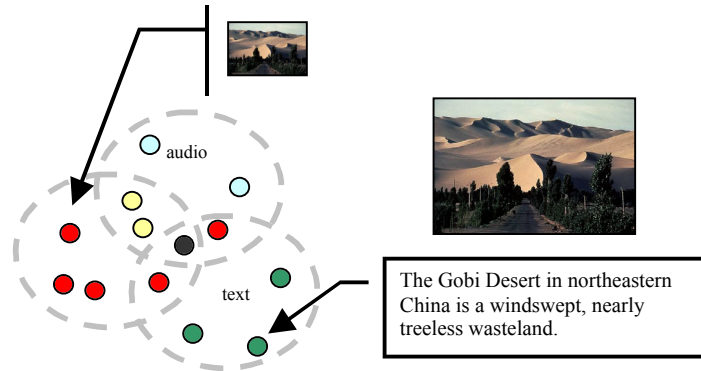 audio
text
The Gobi Desert in northeastern
China is a windswept, nearly
treeless wasteland.